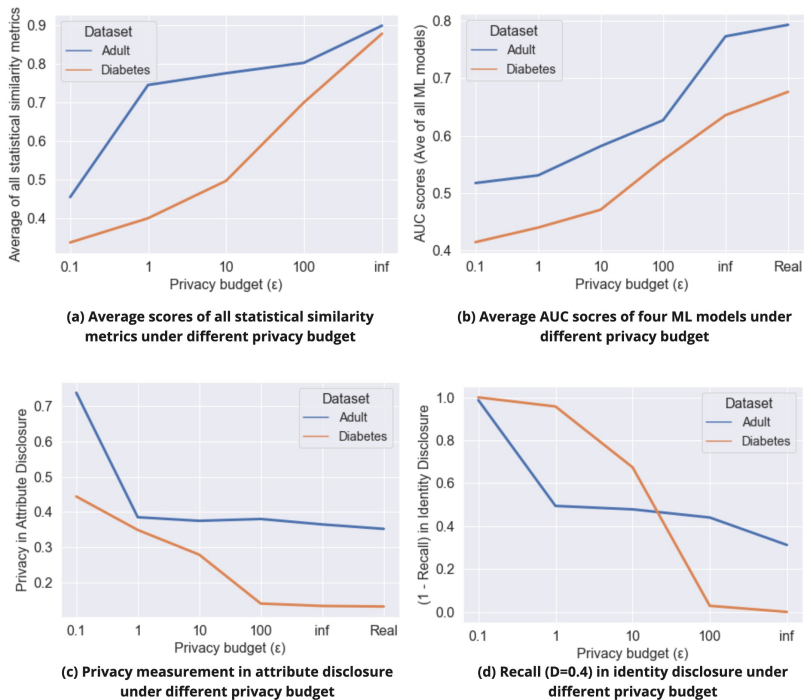 Average of all statistical similarity metrics
0.9
0.8
0.7
0.6
0.5
0.4
Dataset
Adult
Diabetes
0.1 1 10 100 inf
Privacy budget (ε)
(a) Average scores of all statistical similarity
metrics under different privacy budget
AUC scores (Ave of all ML models)
0.8
0.7
0.6
0.5
0.4
Dataset
Adult
Diabetes
0.1 1 10 100 inf Real
Privacy budget (ε)
(b) Average AUC socres of four ML models under
different privacy budget
Privacy in Attribute Disclosure
0.7
0.6
0.5
0.4
0.3
0.2
Dataset
Adult
Diabetes
0.1 1 10 100 inf Real
Privacy budget (ε)
(c) Privacy measurement in attribute disclosure
under different privacy budget
(1 - Recall) in Identity Disclosure
1.0
0.8
0.6
0.4
0.2
0.0
Dataset
Adult
Diabetes
0.1 1 10 100 inf
Privacy budget (ε)
(d) Recall (D=0.4) in identity disclosure under
different privacy budget